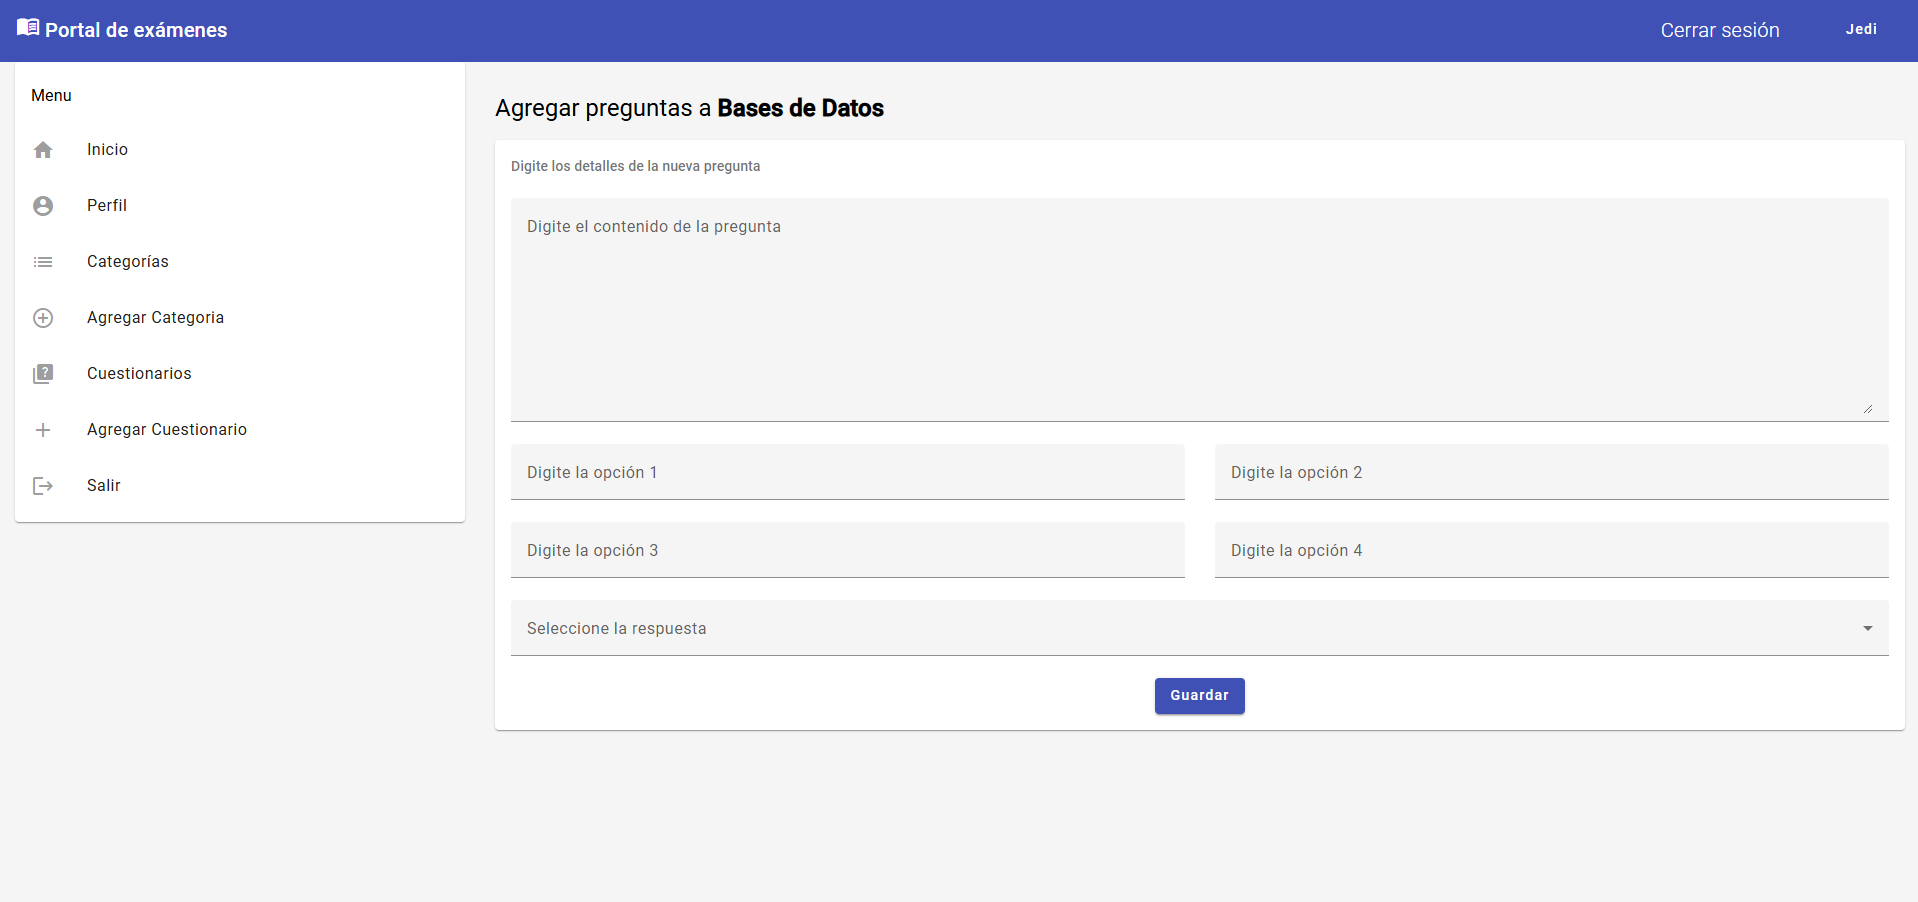 Portal de exámenes
Cerrar sesión
Jedi
Menu
Inicio
Perfil
Categorías
Agregar Categoria
Cuestionarios
Agregar Cuestionario
Salir
Agregar preguntas a Bases de Datos
Digite los detalles de la nueva pregunta
Digite el contenido de la pregunta
Digite la opción 1
Digite la opción 2
Digite la opción 3
Digite la opción 4
Seleccione la respuesta
Guardar